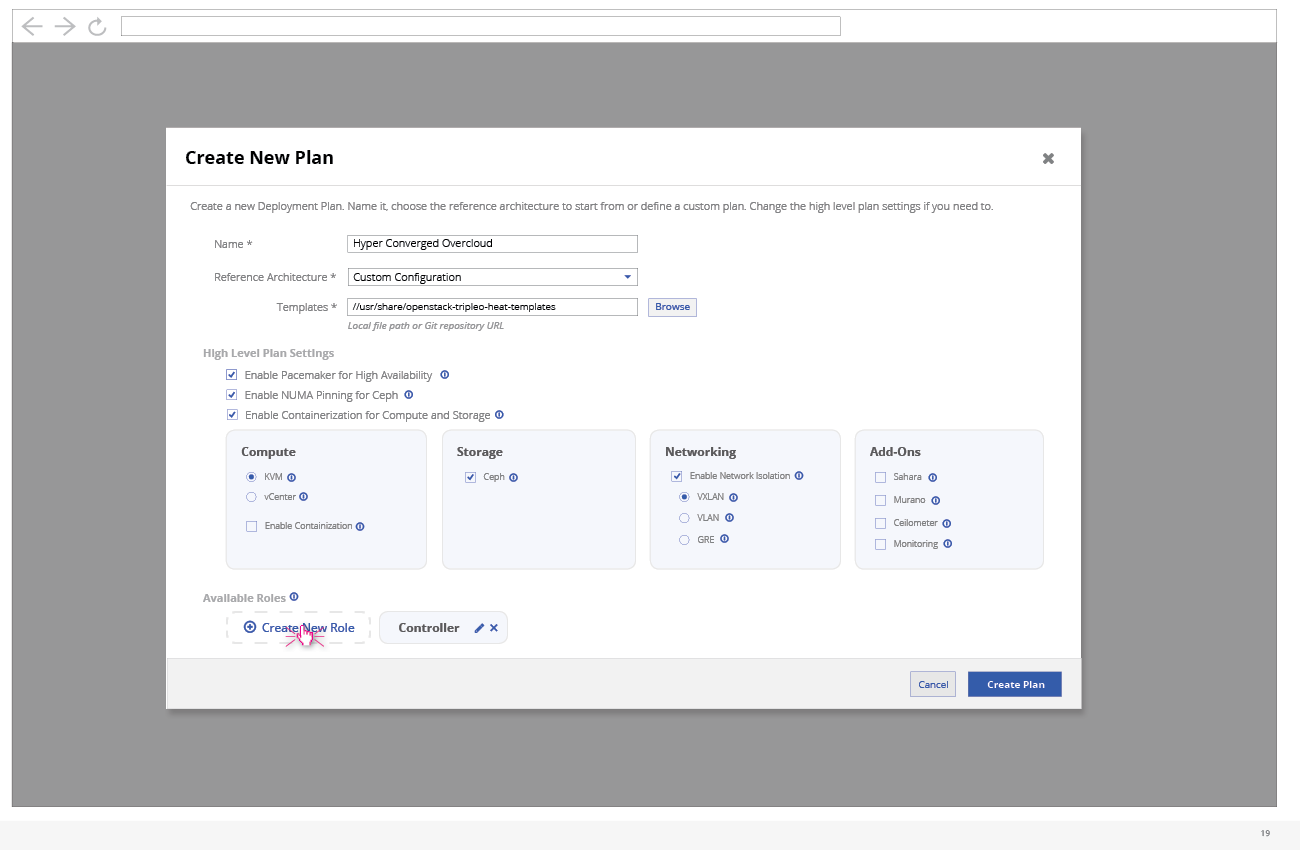 Create New Plan
Create a new Deployment Plan. Name it, choose the reference architecture to start from or define a custom plan. Change the high level plan settings if you need to.
Name * Hyper Converged Overcloud
Reference Architecture * Custom Configuration
Templates * //usr/share/openstack-tripleo-heat-templates Browse
Local file path or Git repository URL
High Level Plan Settings
Enable Pacemaker for High Availability
Enable NUMA Pinning for Ceph
Enable Containerization for Compute and Storage
Compute
KVM
vCenter
Enable Containization
Storage
Ceph
Networking
Enable Network Isolation
VXLAN
VLAN
GRE
Add-Ons
Sahara
Murano
Ceilometer
Monitoring
Available Roles
Create New Role
Controller
Cancel
Create Plan
19